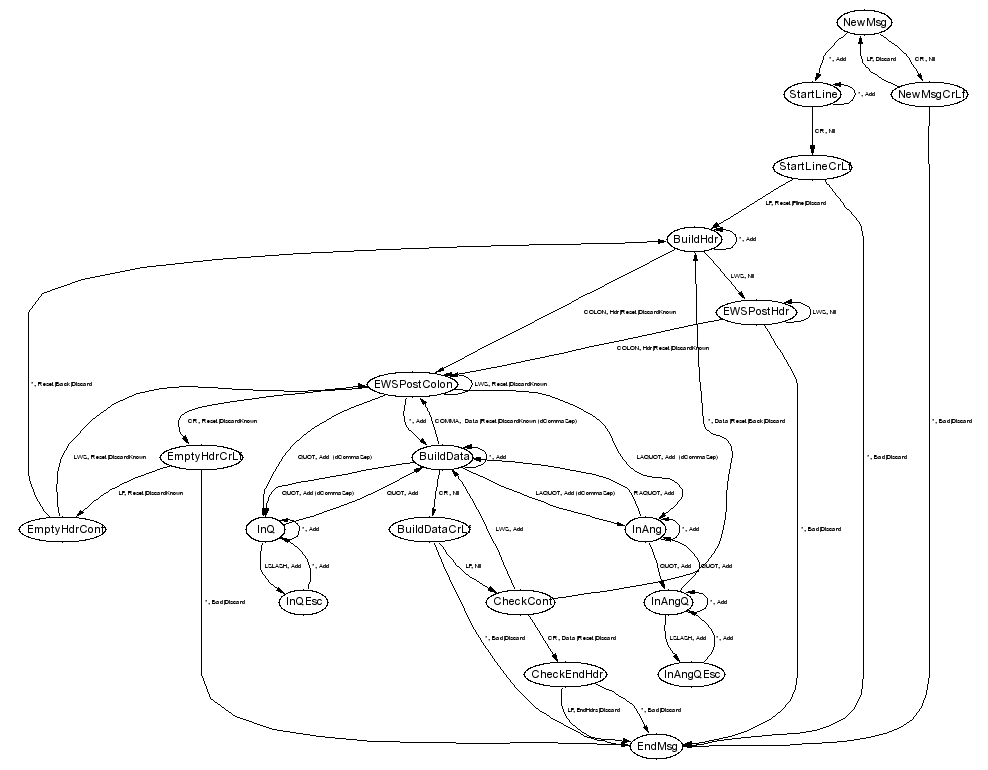 NewMsg
*, Add
LF, Discard
CR, Nil
StartLine
*, Add
NewMsgCrLf
CR, Nil
StartLineCrLf
LF, Reset|Fline|Discard
BuildHdr
*, Add
LWS, Nil
EWSPostHdr
LWS, Nil
COLON, Hdr|Reset|DiscardKnown
COLON, Hdr|Reset|DiscardKnown
*, Reset|Back|Discard
EWSPostColon
LWS, Reset|DiscardKnown
CR, Reset|DiscardKnown
*, Add
COMMA, Data|Reset|DiscardKnown (dCommaSep)
*, Data|Reset|Back|Discard
*, Bad|Discard
LWS, Reset|DiscardKnown
EmptyHdrCrLf
QUOT, Add (dCommaSep)
BuildData
*, Add
LAQUOT, Add (dCommaSep)
*, Bad|Discard
LF, Reset|DiscardKnown
QUOT, Add (dCommaSep)
QUOT, Add
CR, Nil
LAQUOT, Add (dCommaSep)
RAQUOT, Add
EmptyHdrCont
InQ
*, Add
BuildDataCrLf
InAng
*, Add
*, Bad|Discard
LSLASH, Add
*, Add
LF, Nil
LWS, Add
QUOT, Add
QUOT, Add
*, Bad|Discard
InQEsc
CheckCont
InAngQ
*, Add
*, Bad|Discard
CR, Data|Reset|Discard
LSLASH, Add
*, Add
CheckEndHdr
InAngQEsc
LF, EndHdrs|Discard
*, Bad|Discard
EndMsg